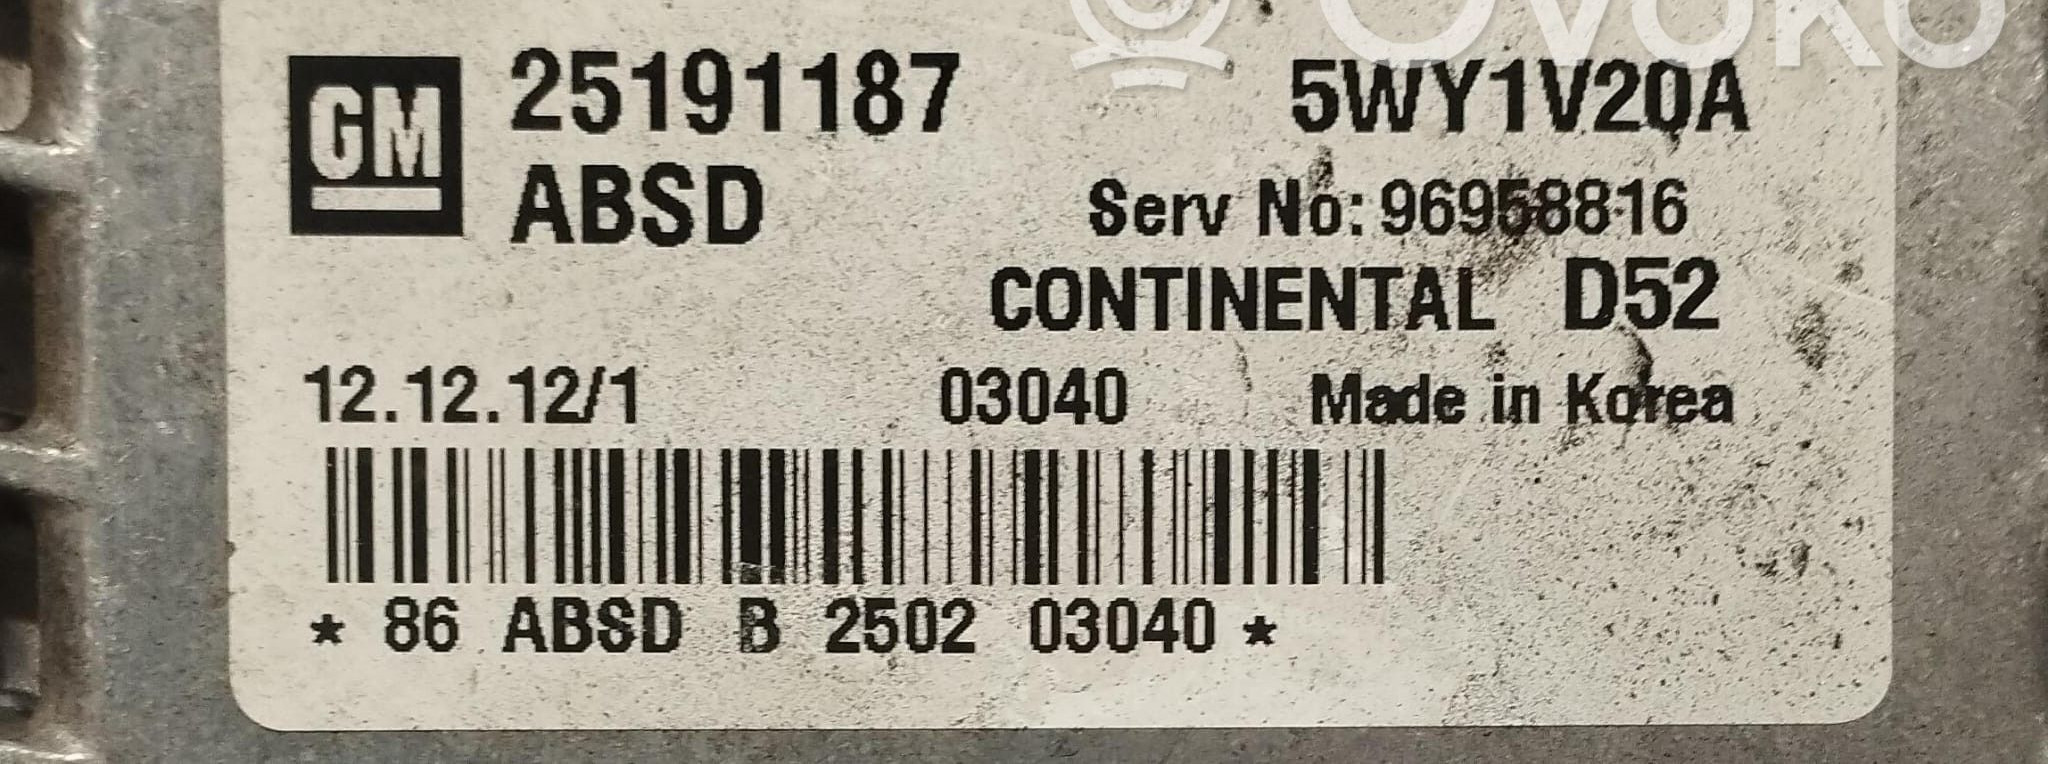 OVOKO
GM 25191187 5WY1V20A
ABSD Serv No: 96958816
CONTINENTAL D52
12.12.12/1 03040 Made in Korea
* 86 ABSD B 2502 03040 *